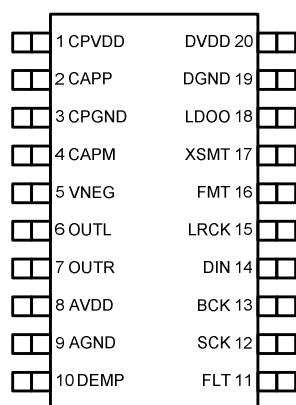 1 CPVDD DVDD 20
2 CAPP DGND 19
3 CPGND LDOO 18
4 CAPM XSMT 17
5 VNEG FMT 16
6 OUTL LRCK 15
7 OUTR DIN 14
8 AVDD BCK 13
9 AGND SCK 12
10 DEMP FLT 11